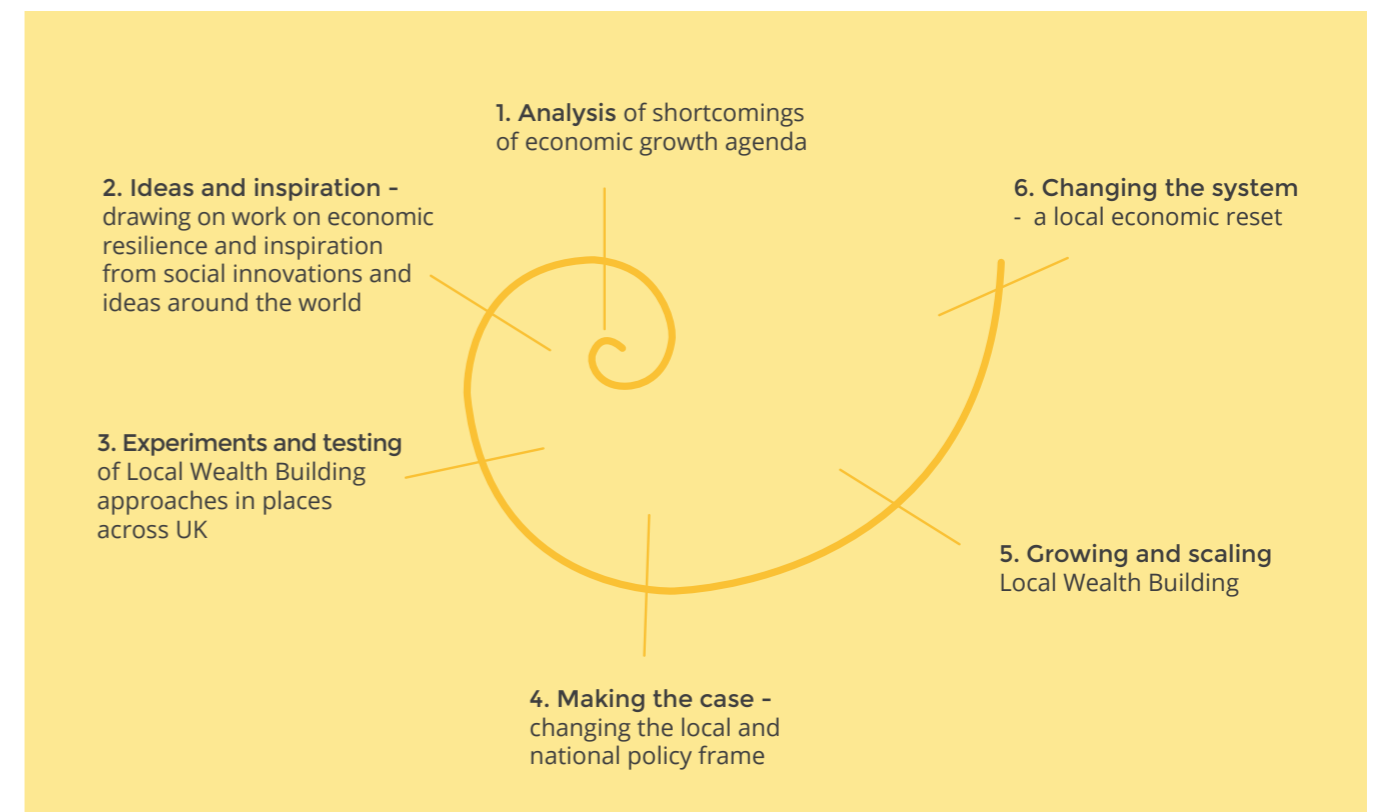 1. Analysis of shortcomings
of economic growth agenda
2. Ideas and inspiration -
drawing on work on economic
resilience and inspiration
from social innovations and
ideas around the world
3. Experiments and testing
of Local Wealth Building
approaches in places
across UK
4. Making the case -
changing the local and
national policy frame
5. Growing and scaling
Local Wealth Building
6. Changing the system
- a local economic reset